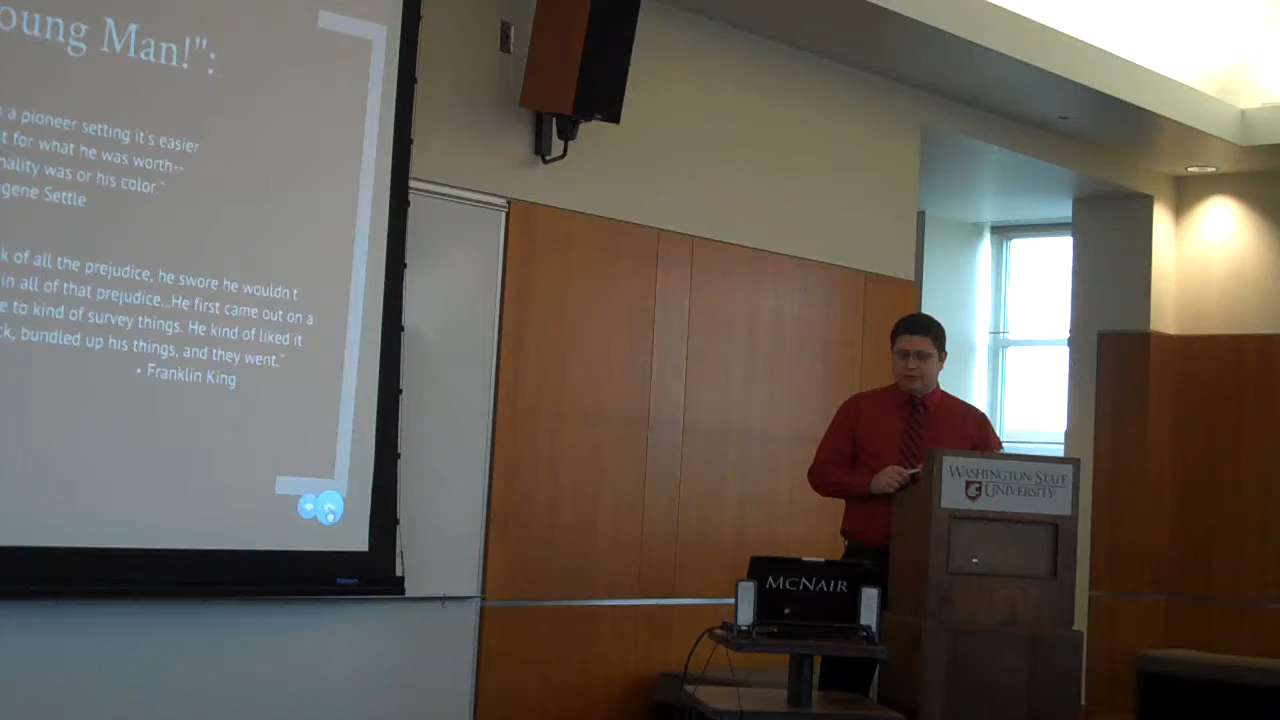 oung Man!":
a pioneer setting it's easier
t for what he was worth--
nality was or his color."
gene Settle
k of all the prejudice, he swore he wouldn't
in all of that prejudice...He first came out on a
e to kind of survey things. He kind of liked it
ck, bundled up his things, and they went."
• Franklin King
WASHINGTON STATE
UNIVERSITY
MCNAIR